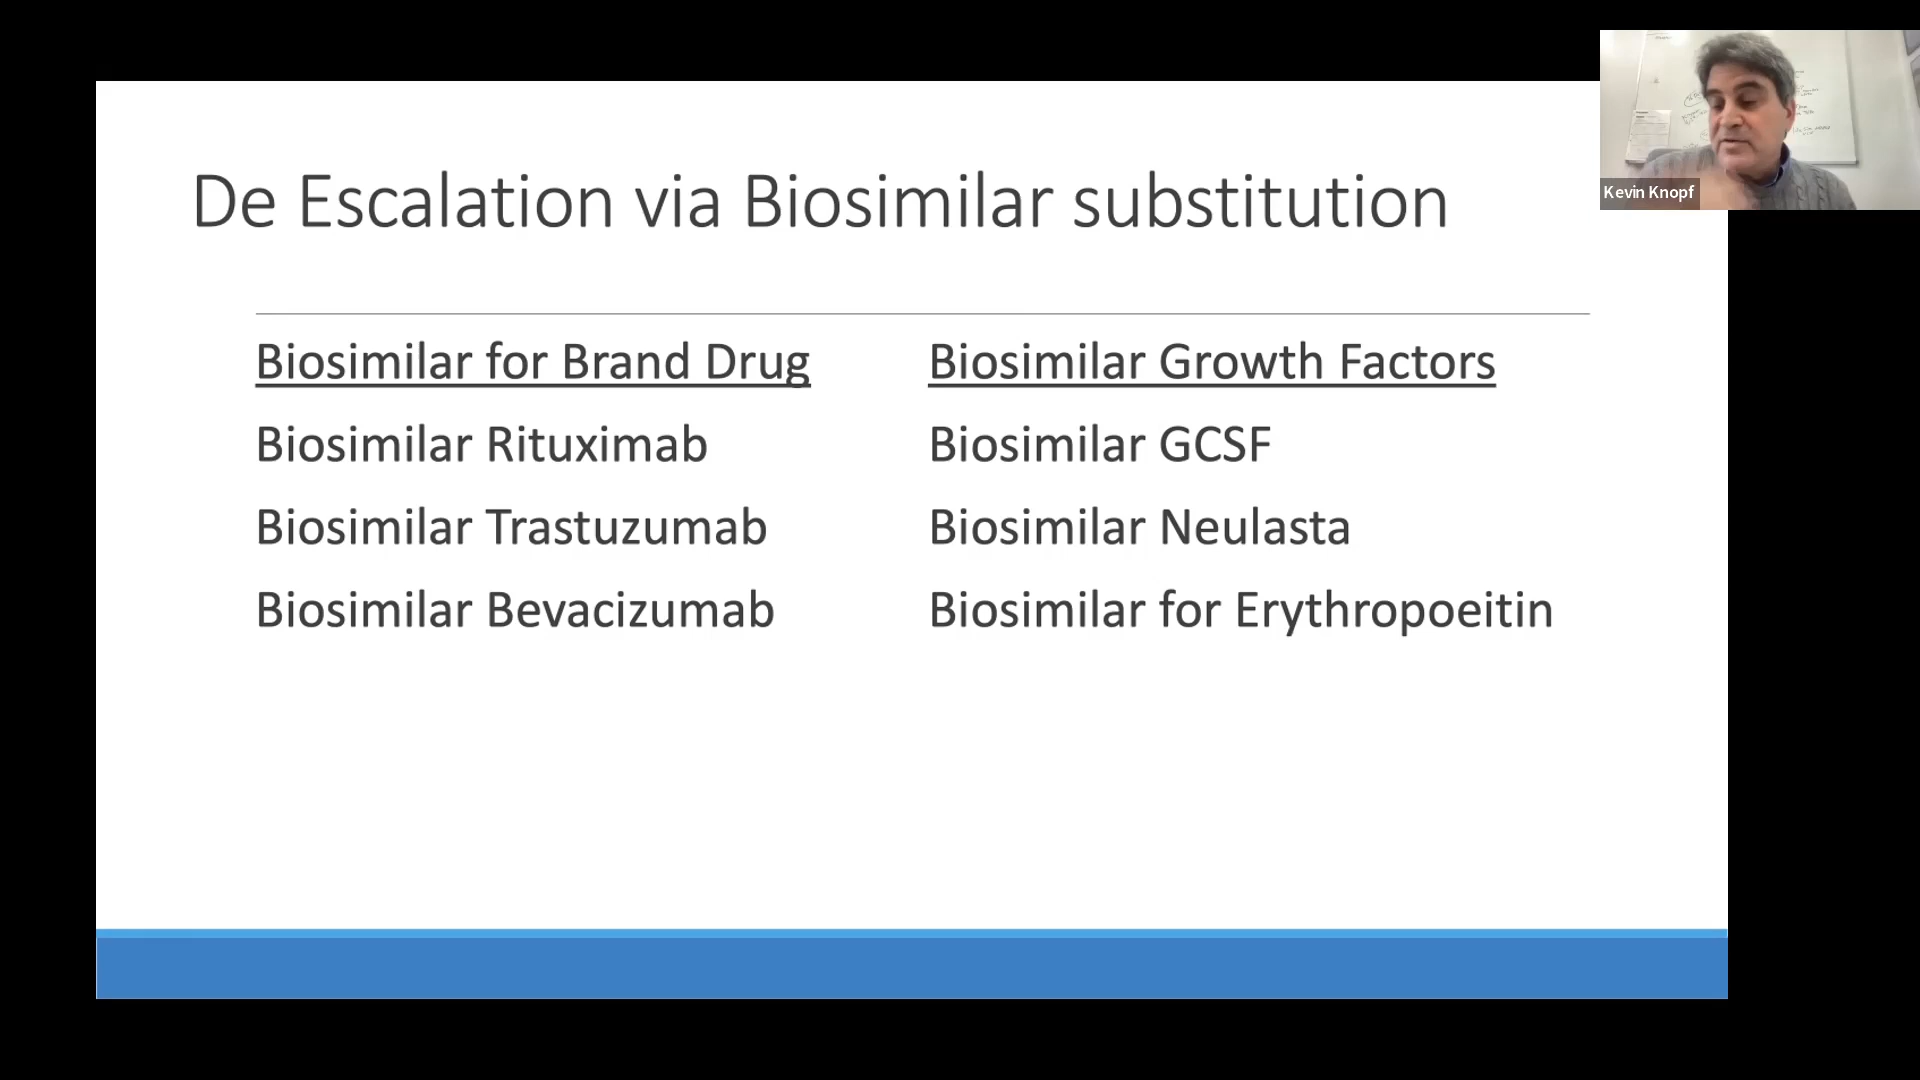 De Escalation via Biosimilar substitution
Biosimilar for Brand Drug
Biosimilar Rituximab
Biosimilar Trastuzumab
Biosimilar Bevacizumab
Biosimilar Growth Factors
Biosimilar GCSF
Biosimilar Neulasta
Biosimilar for Erythropoeitin
Kevin Knopf